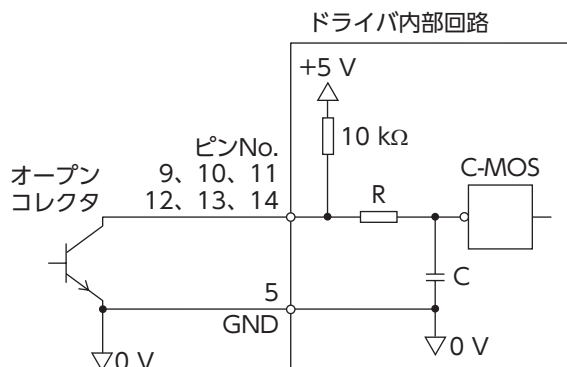 ドライバ内部回路
+5 V
10 kΩ
ピンNo.
9、10、11
12、13、14
オープン
コレクタ
C-MOS
R
C
5
GND
0 V
0 V